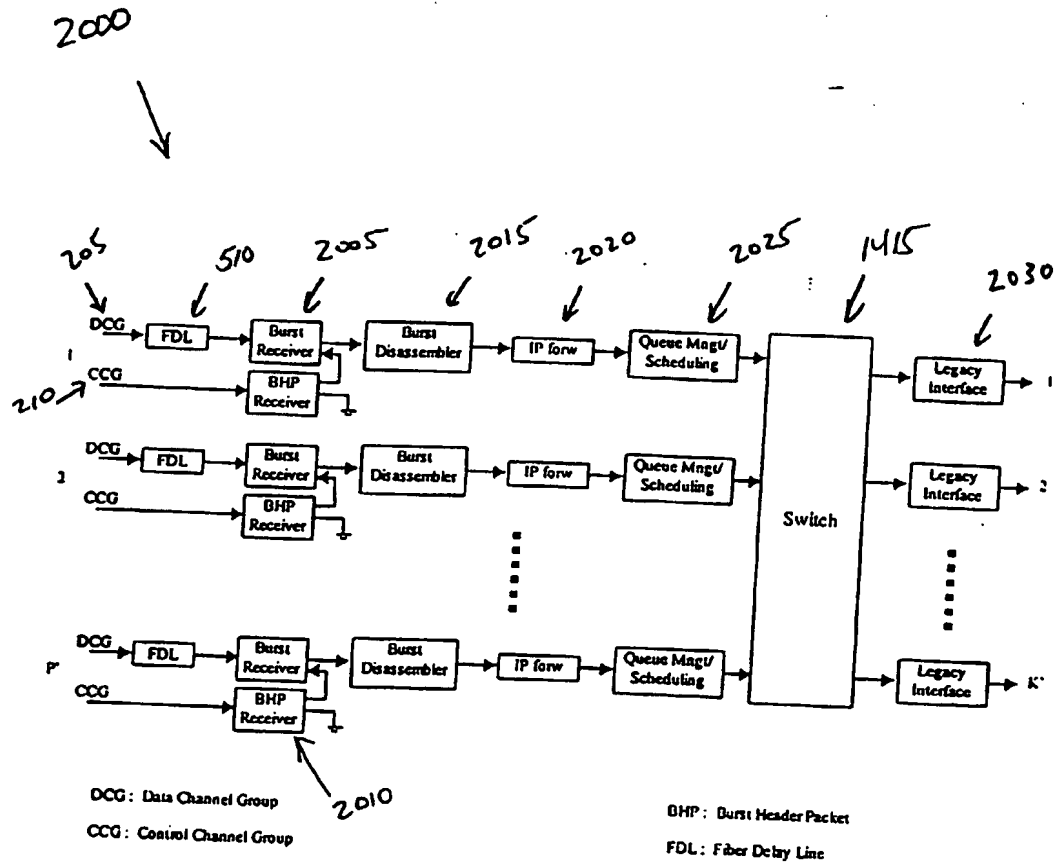 2000
205
510
2005
2015
2020
2025
1415
2030
DCG
FDL
Burst
Receiver
Burst
Disassembler
IP forw
Queue Mngt/
Scheduling
Legacy
Interface
1
1
210
CCG
BHP
Receiver
DCG
FDL
Burst
Receiver
Burst
Disassembler
IP forw
Queue Mngt/
Scheduling
Legacy
Interface
2
2
CCG
BHP
Receiver
Switch
DCG
FDL
Burst
Receiver
Burst
Disassembler
IP forw
Queue Mngt/
Scheduling
Legacy
Interface
K'
P'
CCG
BHP
Receiver
2010
DCG: Data Channel Group
CCG: Control Channel Group
BHP: Burst Header Packet
FDL: Fiber Delay Line